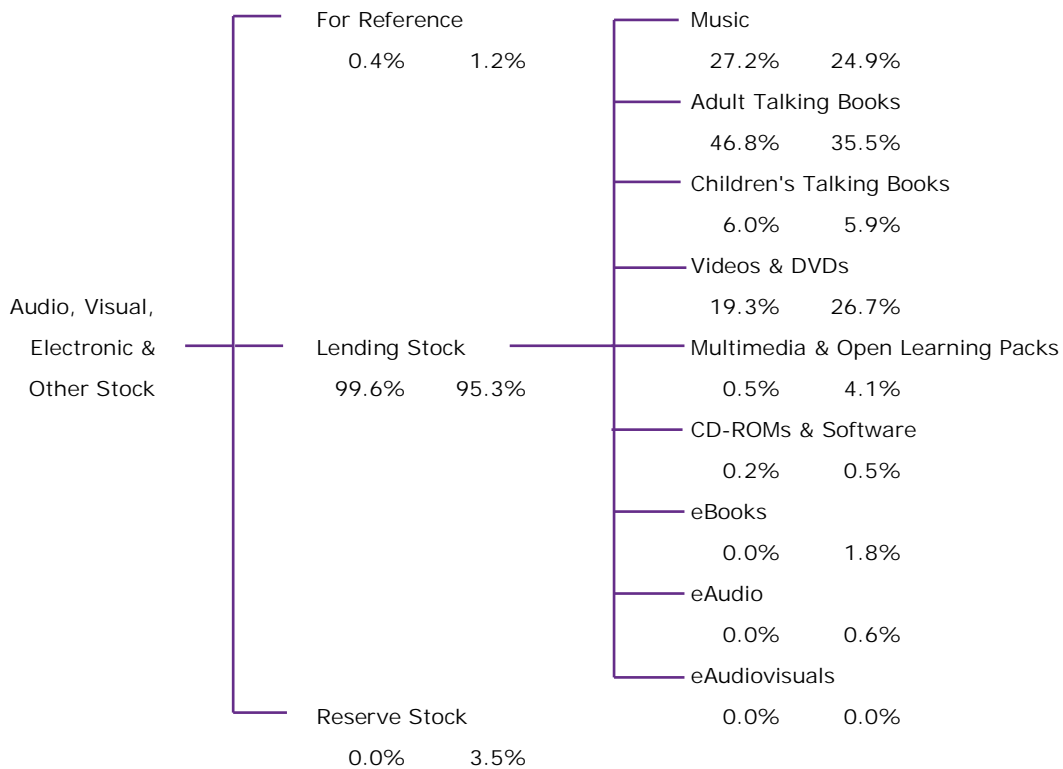 For Reference
0.4% 1.2%
Audio, Visual,
Electronic &
Other Stock
Lending Stock
99.6% 95.3%
Reserve Stock
0.0% 3.5%
Music
27.2% 24.9%
Adult Talking Books
46.8% 35.5%
Children's Talking Books
6.0% 5.9%
Videos & DVDs
19.3% 26.7%
Multimedia & Open Learning Packs
0.5% 4.1%
CD-ROMs & Software
0.2% 0.5%
eBooks
0.0% 1.8%
eAudio
0.0% 0.6%
eAudiovisuals
0.0% 0.0%